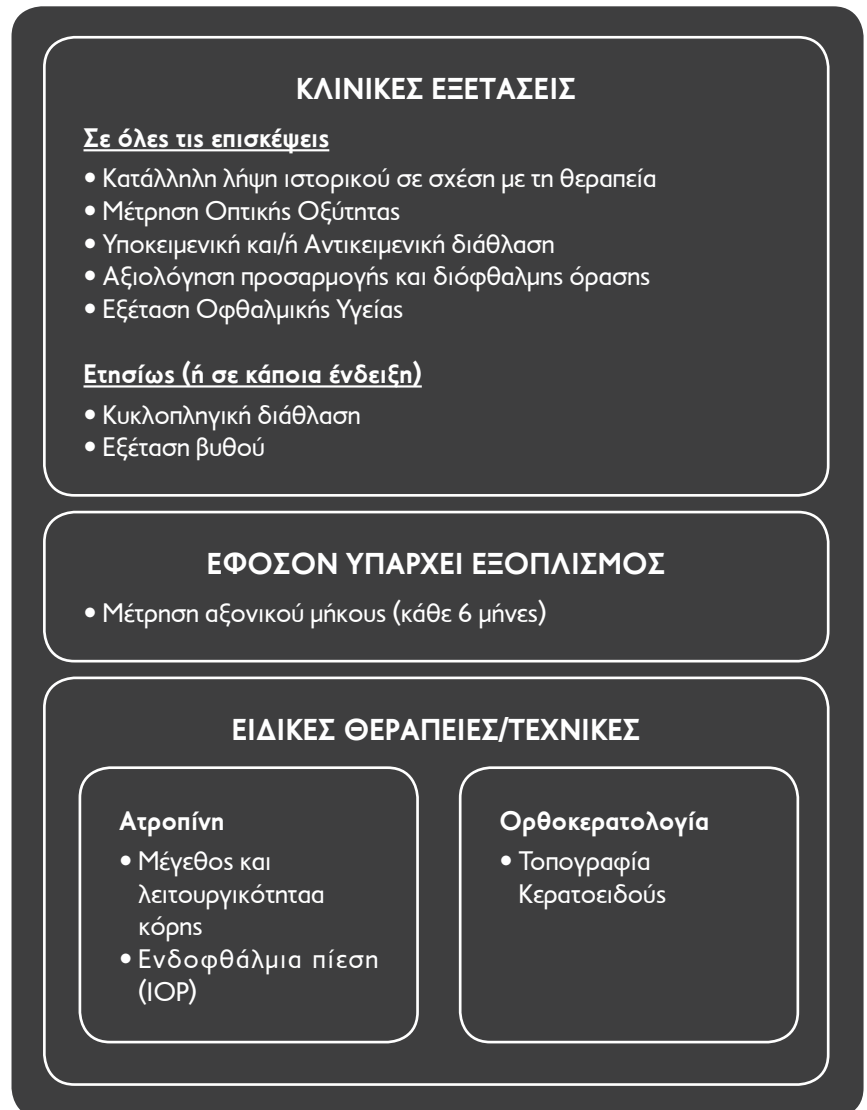 ΚΛΙΝΙΚΕΣ ΕΞΕΤΑΣΕΙΣ
Σε όλες τις επισκέψεις
• Κατάλληλη λήψη ιστορικού σε σχέση με τη θεραπεία
• Μέτρηση Οπτικής Οξύτητας
• Υποκειμενική και/ή Αντικειμενική διάθλαση
• Αξιολόγηση προσαρμογής και διόφθαλμης όρασης
• Εξέταση Οφθαλμικής Υγείας
Ετησίως (ή σε κάποια ένδειξη)
• Κυκλοπληγική διάθλαση
• Εξέταση βυθού
ΕΦΟΣΟΝ ΥΠΑΡΧΕΙ ΕΞΟΠΛΙΣΜΟΣ
• Μέτρηση αξονικού μήκους (κάθε 6 μήνες)
ΕΙΔΙΚΕΣ ΘΕΡΑΠΕΙΕΣ/ΤΕΧΝΙΚΕΣ
Ατροπίνη
• Μέγεθος και
λειτουργικότηταα
κόρης
• Ενδοφθάλμια πίεση
(IOP)
Ορθοκερατολογία
• Τοπογραφία
Κερατοειδούς